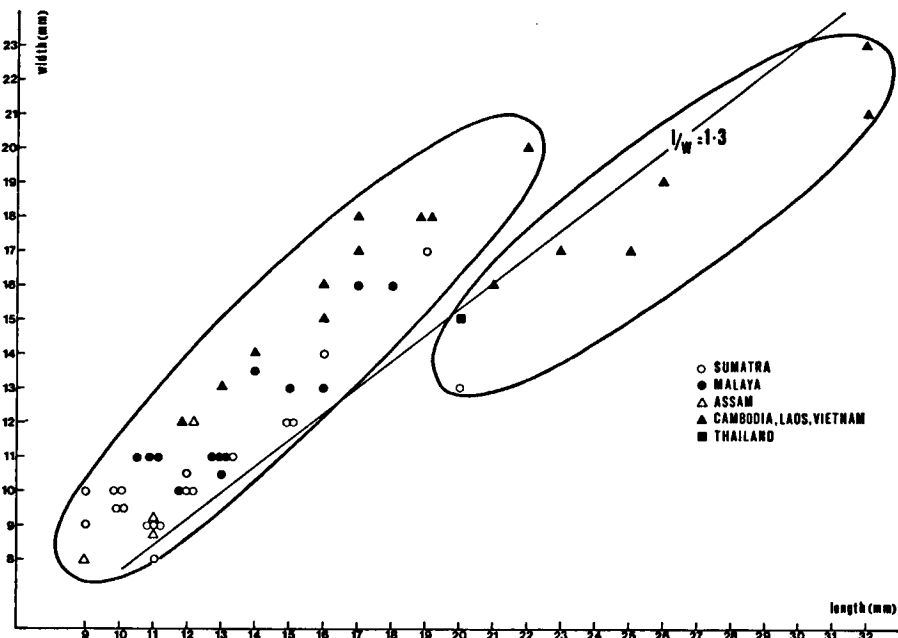 width(mm)
23
22
21
20
19
18
17
16
15
14
13
12
11
10
9
8
l/w=1·3
○ SUMATRA
● MALAYA
△ ASSAM
▲ CAMBODIA, LAOS, VIETNAM
■ THAILAND
length(mm)
9 10 11 12 13 14 15 16 17 18 19 20 21 22 23 24 25 26 27 28 29 30 31 32